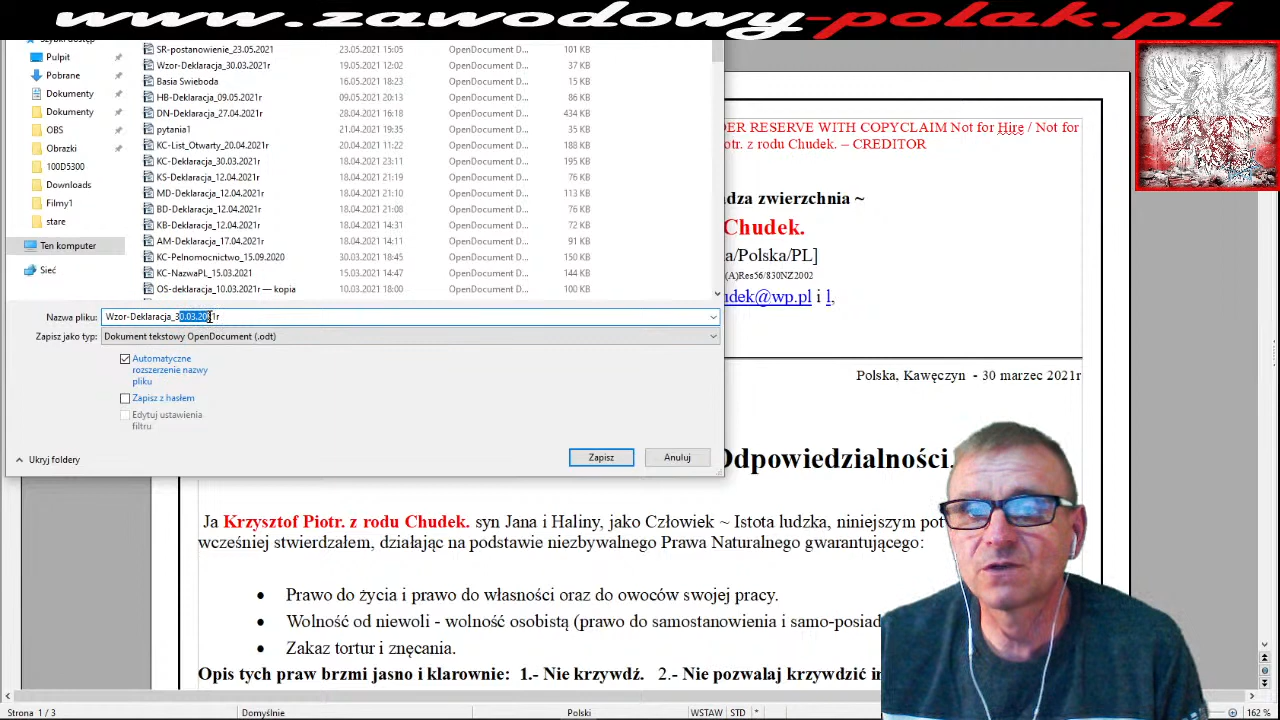 www.zawodowy-polak.pl
Pulpit
Pobrane
Dokumenty
Dokumenty
OBS
Obrazki
100D5300
Downloads
Filmy1
stare
Ten komputer
Sieć
SR-postanowienie_23.05.2021 23.05.2021 15:05 OpenDocument D... 101 KB
Wzor-Deklaracja_30.03.2021r 19.05.2021 12:02 OpenDocument D... 37 KB
Basia Swieboda 16.05.2021 18:23 OpenDocument D... 15 KB
HB-Deklaracja_09.05.2021r 09.05.2021 20:13 OpenDocument D... 86 KB
DN-Deklaracja_27.04.2021r 28.04.2021 16:18 OpenDocument D... 434 KB
pytania1 21.04.2021 19:35 OpenDocument D... 35 KB
KC-List_Otwarty_20.04.2021r 20.04.2021 11:22 OpenDocument D... 188 KB
KC-Deklaracja_30.03.2021r 18.04.2021 23:11 OpenDocument D... 195 KB
KS-Deklaracja_12.04.2021r 18.04.2021 21:19 OpenDocument D... 76 KB
MD-Deklaracja_12.04.2021r 18.04.2021 21:10 OpenDocument D... 113 KB
BD-Deklaracja_12.04.2021r 18.04.2021 21:08 OpenDocument D... 76 KB
KB-Deklaracja_12.04.2021r 18.04.2021 14:31 OpenDocument D... 72 KB
AM-Deklaracja_17.04.2021r 18.04.2021 14:11 OpenDocument D... 91 KB
KC-Pelnomocnictwo_15.09.2020 30.03.2021 18:45 OpenDocument D... 150 KB
KC-NazwaPL_15.03.2021 15.03.2021 14:47 OpenDocument D... 144 KB
OS-deklaracja_10.03.2021r — kopia 10.03.2021 18:00 OpenDocument D... 100 KB
Nazwa pliku: Wzor-Deklaracja_30.03.2021r
Zapisz jako typ: Dokument tekstowy OpenDocument (.odt)
Automatyczne
rozszerzenie nazwy
pliku
Zapisz z hasłem
Edytuj ustawienia
filtru
Ukryj foldery
Zapisz Anuluj
DER RESERVE WITH COPYCLAIM Not for Hire / Not for
otr. z rodu Chudek. – CREDITOR
dza zwierzchnia ~
Chudek.
a/Polska/PL]
(A)Res56/830NZ2002
udek@wp.pl i l,
Polska, Kawęczyn - 30 marzec 2021r
Odpowiedzialności.
Ja Krzysztof Piotr. z rodu Chudek. syn Jana i Haliny, jako Człowiek ~ Istota ludzka, niniejszym pot
wcześniej stwierdzałem, działając na podstawie niezbywalnego Prawa Naturalnego gwarantującego:
● Prawo do życia i prawo do własności oraz do owoców swojej pracy.
● Wolność od niewoli - wolność osobistą (prawo do samostanowienia i samo-posiad
● Zakaz tortur i znęcania.
Opis tych praw brzmi jasno i klarownie: 1.- Nie krzywdź. 2.- Nie pozwalaj krzywdzić in
Strona 1 / 3 Domyślnie Polski WSTAW STD * 162 %